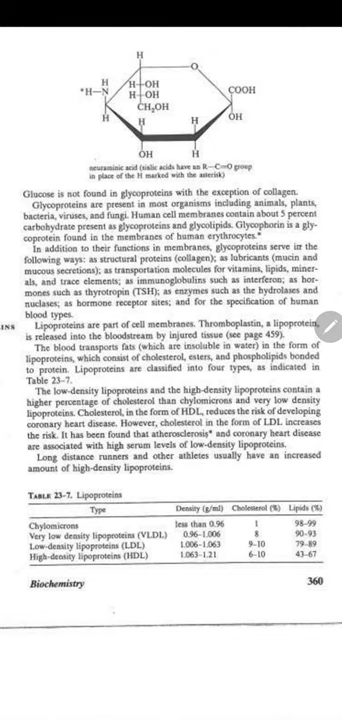 H
O
H
*H—N
H—OH
H—OH
CH₂OH
COOH
H
H
H
OH
OH
H
neuraminic acid (sialic acids have an R—C=O group
in place of the H marked with the asterisk)
Glucose is not found in glycoproteins with the exception of collagen.
Glycoproteins are present in most organisms including animals, plants,
bacteria, viruses, and fungi. Human cell membranes contain about 5 percent
carbohydrate present as glycoproteins and glycolipids. Glycophorin is a gly-
coprotein found in the membranes of human erythrocytes.*
In addition to their functions in membranes, glycoproteins serve in the
following ways: as structural proteins (collagen); as lubricants (mucin and
mucous secretions); as transportation molecules for vitamins, lipids, miner-
als, and trace elements; as immunoglobulins such as interferon; as hor-
mones such as thyrotropin (TSH); as enzymes such as the hydrolases and
nucleases; as hormone receptor sites; and for the specification of human
blood types.
INS
Lipoproteins are part of cell membranes. Thromboplastin, a lipoprotein,
is released into the bloodstream by injured tissue (see page 459).
The blood transports fats (which are insoluble in water) in the form of
lipoproteins, which consist of cholesterol, esters, and phospholipids bonded
to protein. Lipoproteins are classified into four types, as indicated in
Table 23-7.
The low-density lipoproteins and the high-density lipoproteins contain a
higher percentage of cholesterol than chylomicrons and very low density
lipoproteins. Cholesterol, in the form of HDL, reduces the risk of developing
coronary heart disease. However, cholesterol in the form of LDL increases
the risk. It has been found that atherosclerosis* and coronary heart disease
are associated with high serum levels of low-density lipoproteins.
Long distance runners and other athletes usually have an increased
amount of high-density lipoproteins.
TABLE 23-7. Lipoproteins
Type Density (g/ml) Cholesterol (%) Lipids (%)
Chylomicrons less than 0.96 1 98-99
Very low density lipoproteins (VLDL) 0.96-1.006 8 90-93
Low-density lipoproteins (LDL) 1.006-1.063 9-10 79-89
High-density lipoproteins (HDL) 1.063-1.21 6-10 43-67
Biochemistry 360